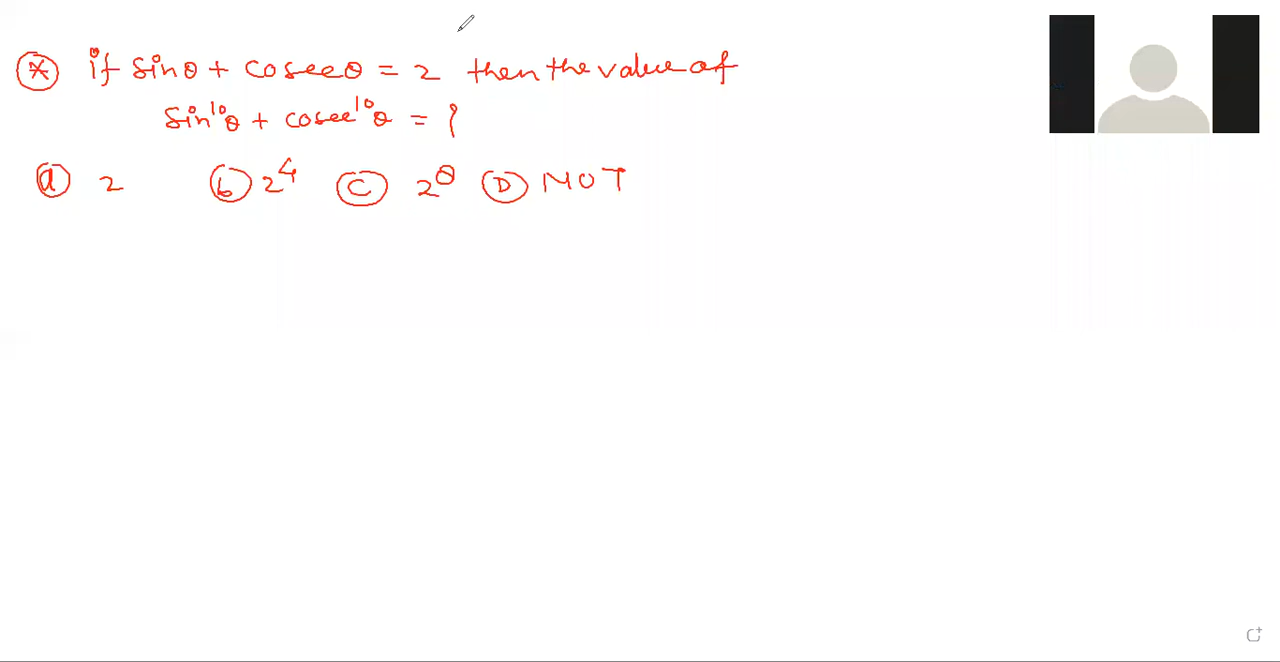 * if sinθ + cosecθ = 2 then the value of
sin¹⁰θ + cosec¹⁰θ = ?
a 2 b 2⁴ C 2⁸ D NOT